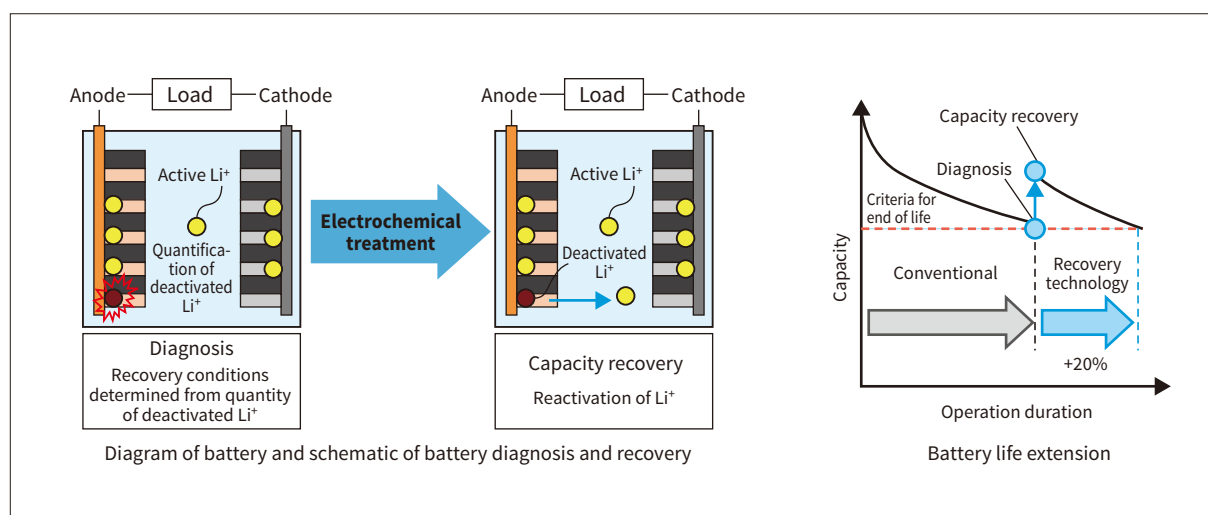 Anode
Load
Cathode
Active Li⁺
Quantifica-
tion of
deactivated
Li⁺
Diagnosis
Recovery conditions
determined from quantity
of deactivated Li⁺
Electrochemical
treatment
Anode
Load
Cathode
Active Li⁺
Deactivated
Li⁺
Capacity recovery
Reactivation of Li⁺
Diagram of battery and schematic of battery diagnosis and recovery
Capacity recovery
Diagnosis
Criteria for
end of life
Capacity
Conventional
Recovery
technology
+20%
Operation duration
Battery life extension